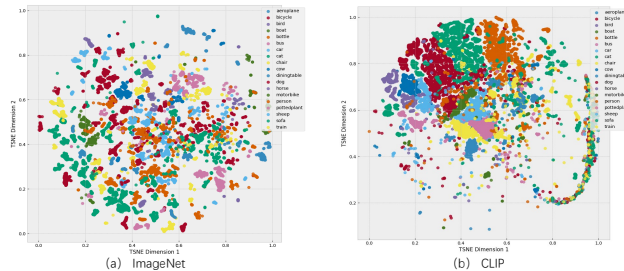 1.0
0.8
0.6
0.4
0.2
0.0
0.0
0.2
0.4
0.6
0.8
1.0
TSNE Dimension 2
TSNE Dimension 1
aeroplane
bicycle
bird
boat
bottle
bus
car
cat
chair
cow
diningtable
dog
horse
motorbike
person
pottedplant
sheep
sofa
train
(a) ImageNet
1.0
0.8
0.6
0.4
0.2
0.0
0.2
0.4
0.6
0.8
1.0
TSNE Dimension 2
TSNE Dimension 1
aeroplane
bicycle
bird
boat
bottle
bus
car
cat
chair
cow
diningtable
dog
horse
motorbike
person
pottedplant
sheep
sofa
train
(b) CLIP